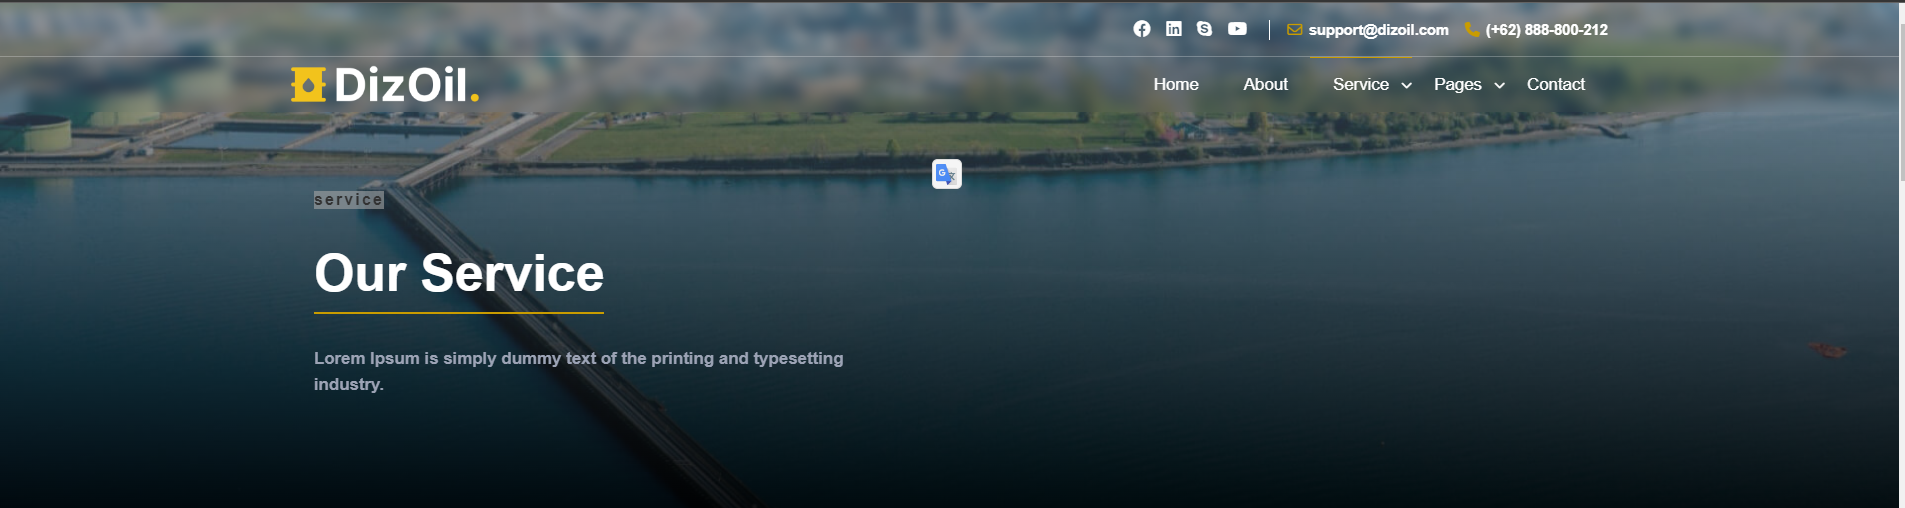 support@dizoil.com (+62) 888-800-212
DizOil.
Home About Service Pages Contact
service
Our Service
Lorem Ipsum is simply dummy text of the printing and typesetting
industry.